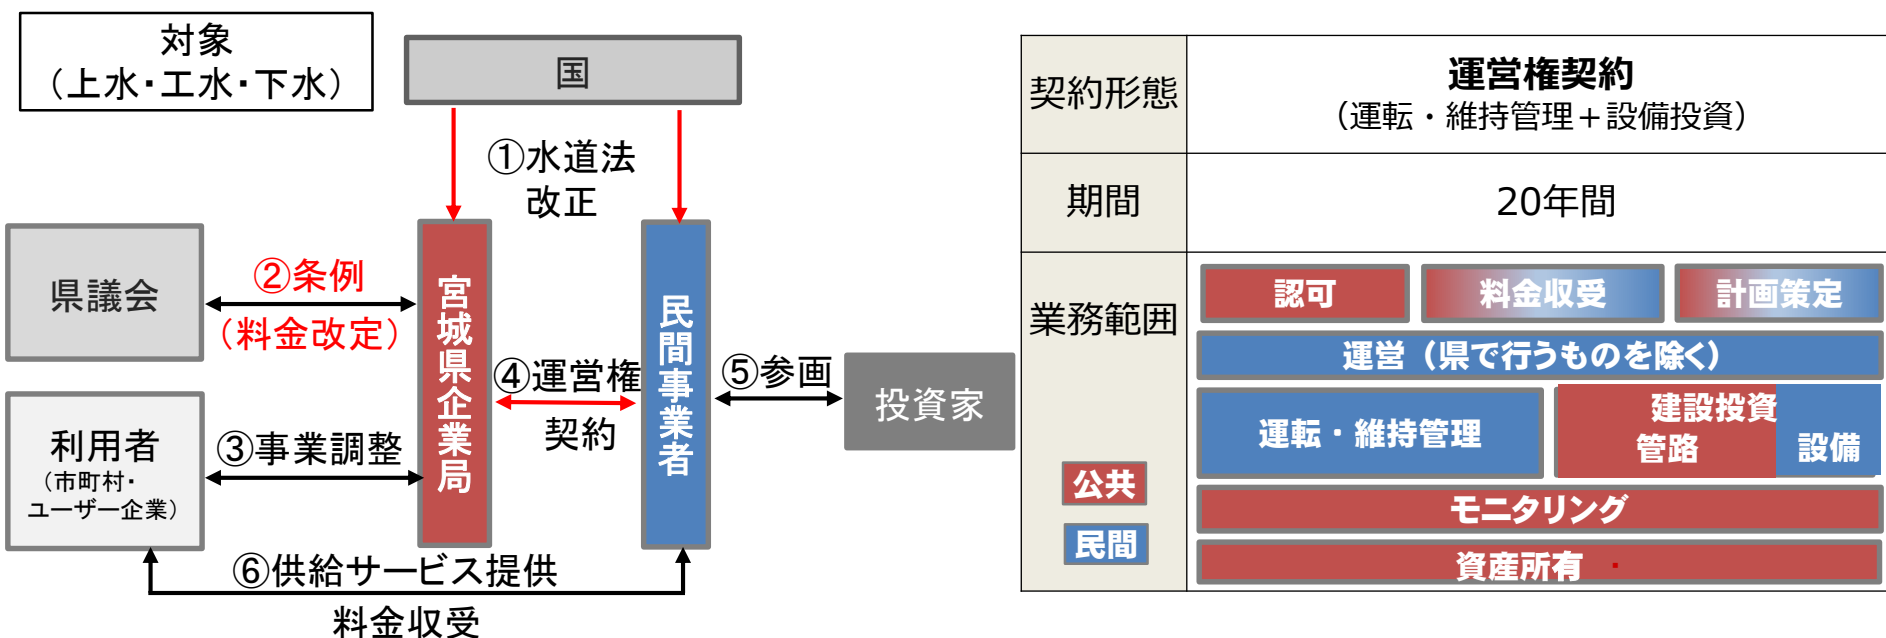 対象
（上水・工水・下水）
国
①水道法
改正
県議会
②条例
（料金改定）
宮城県企業局
民間事業者
④運営権
契約
⑤参画
投資家
利用者
（市町村・
ユーザー企業）
③事業調整
⑥供給サービス提供
料金収受
契約形態
運営権契約
（運転・維持管理＋設備投資）
期間
20年間
業務範囲
公共
民間
認可
料金収受
計画策定
運営（県で行うものを除く）
運転・維持管理
建設投資
管路
設備
モニタリング
資産所有